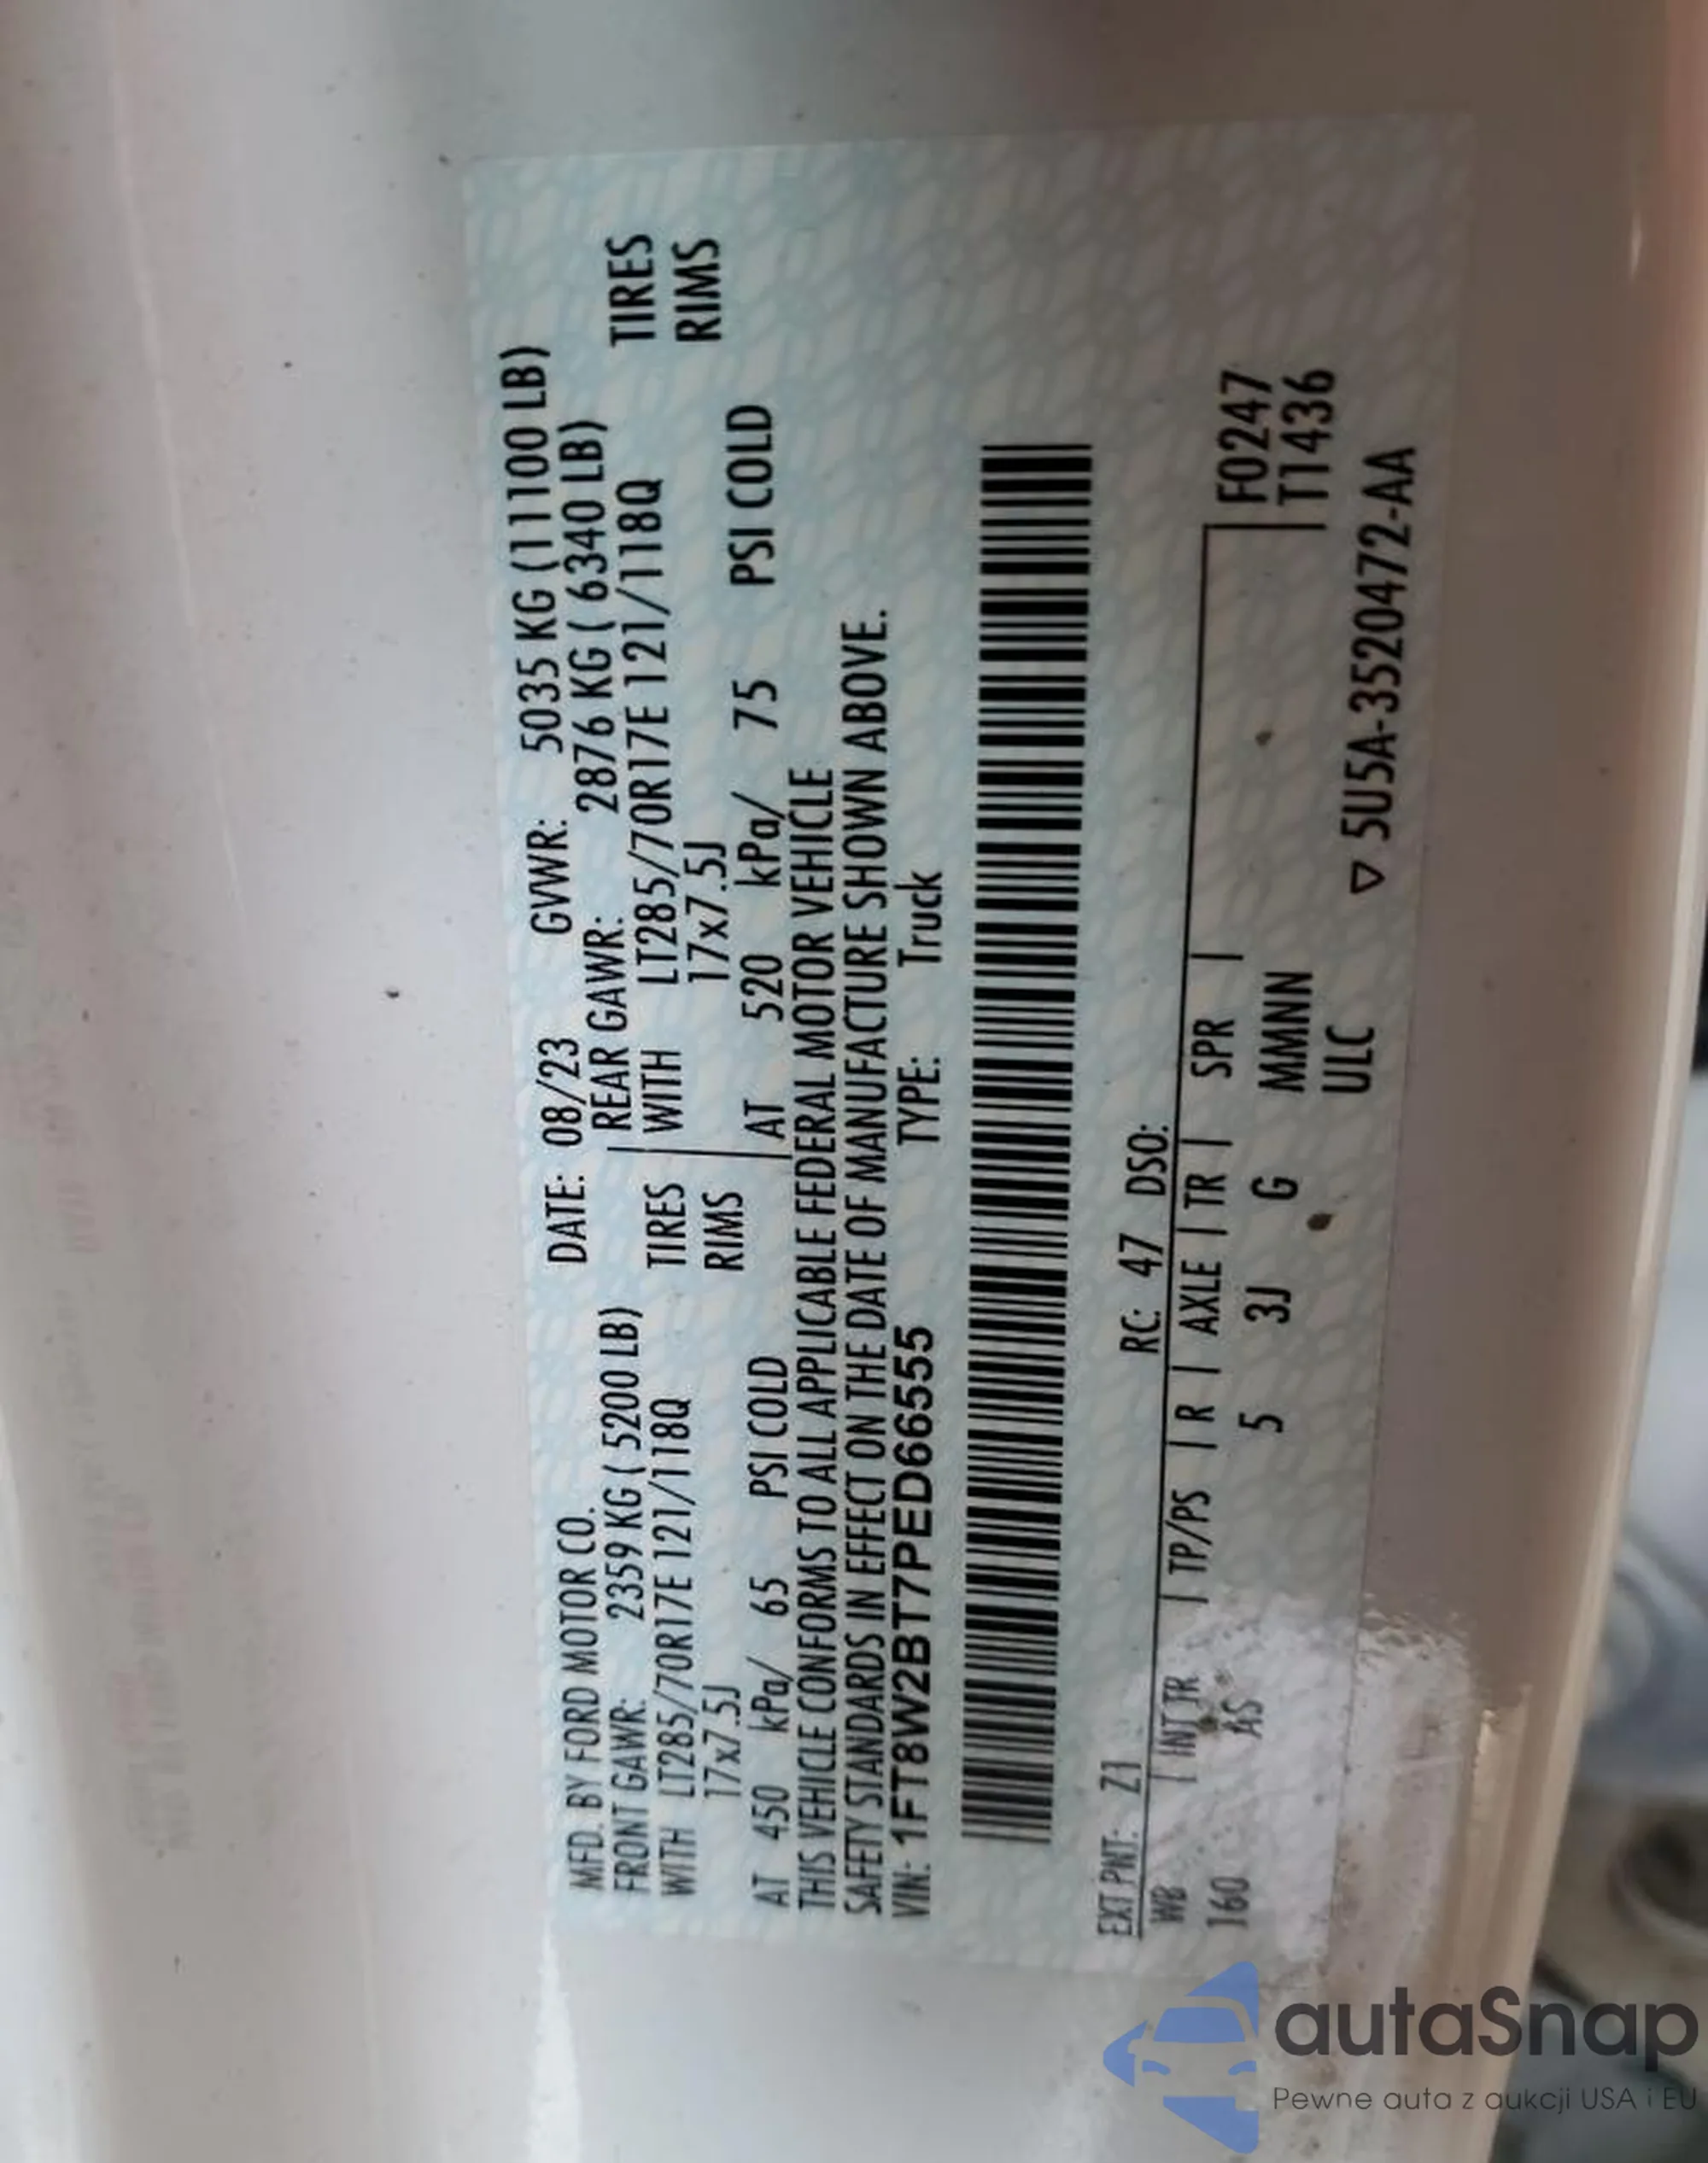 MFD. BY FORD MOTOR CO. DATE: 08/23 GVWR: 5035 KG (11100 LB)
FRONT GAWR: 2359 KG ( 5200 LB) REAR GAWR: 2876 KG ( 6340 LB)
WITH LT285/70R17E 121/118Q TIRES WITH LT285/70R17E 121/118Q TIRES
17x7.5J RIMS 17x7.5J RIMS
AT 450 kPa/ 65 PSI COLD AT 520 kPa/ 75 PSI COLD
THIS VEHICLE CONFORMS TO ALL APPLICABLE FEDERAL MOTOR VEHICLE
SAFETY STANDARDS IN EFFECT ON THE DATE OF MANUFACTURE SHOWN ABOVE.
VIN: 1FT8W2BT7PED66555 TYPE: Truck
EXT PNT: Z1 RC: 47 DSO:
WB | INT TR | TP/PS | R | AXLE | TR | SPR | F0247
160 AS 5 3J G MMNN T1436
ULC ▽ 5U5A-3520472-AA
autaSnap
Pewne auta z aukcji USA i EU